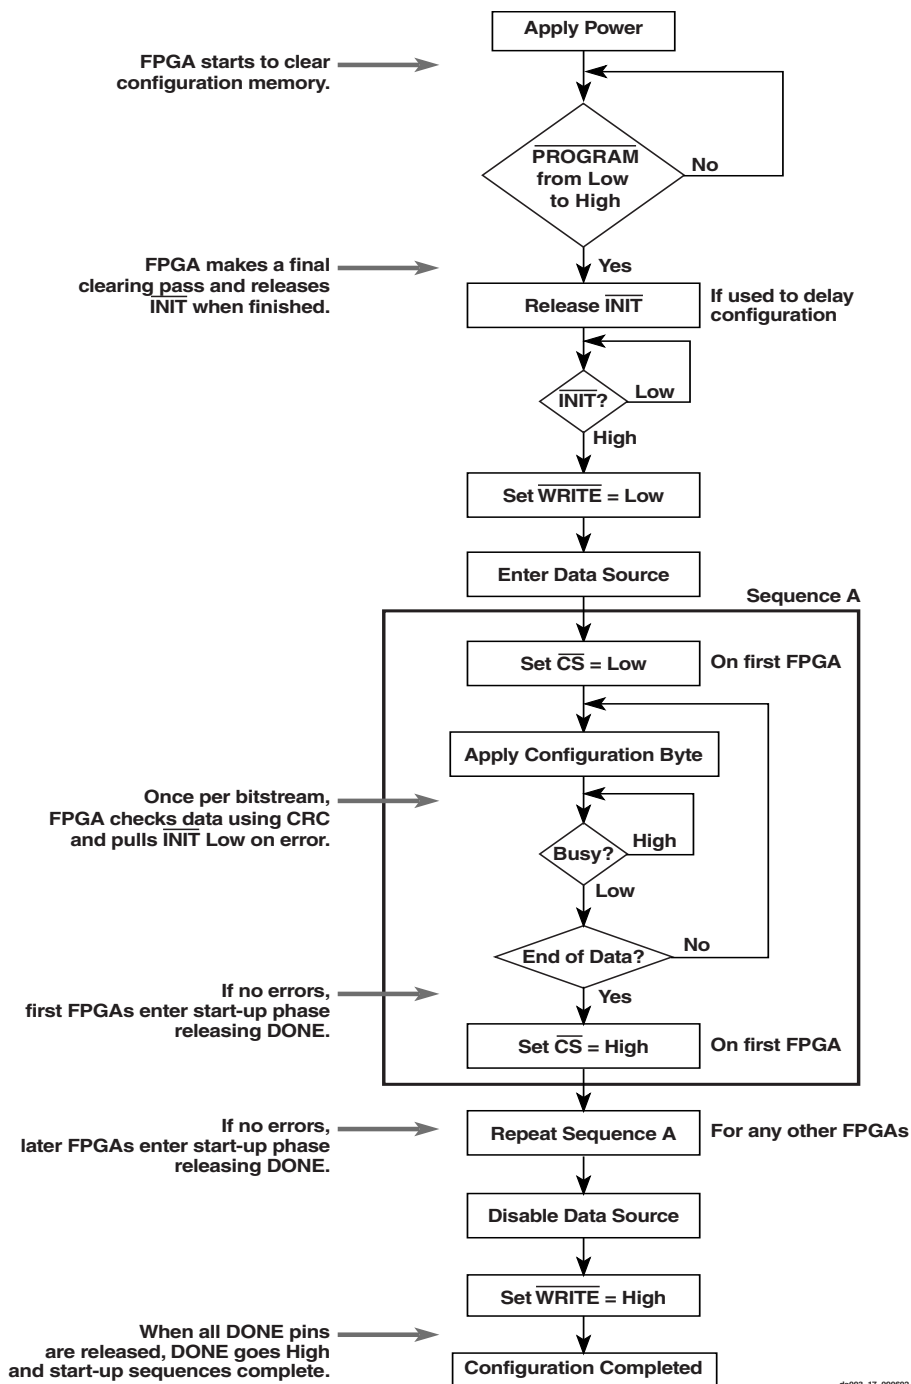 Apply Power
FPGA starts to clear
configuration memory.
PROGRAM
from Low
to High
No
Yes
FPGA makes a final
clearing pass and releases
INIT when finished.
Release INIT
If used to delay
configuration
INIT?
Low
High
Set WRITE = Low
Enter Data Source
Sequence A
Set CS = Low
On first FPGA
Apply Configuration Byte
Once per bitstream,
FPGA checks data using CRC
and pulls INIT Low on error.
Busy?
High
Low
End of Data?
No
Yes
If no errors,
first FPGAs enter start-up phase
releasing DONE.
Set CS = High
On first FPGA
If no errors,
later FPGAs enter start-up phase
releasing DONE.
Repeat Sequence A
For any other FPGAs
Disable Data Source
Set WRITE = High
When all DONE pins
are released, DONE goes High
and start-up sequences complete.
Configuration Completed